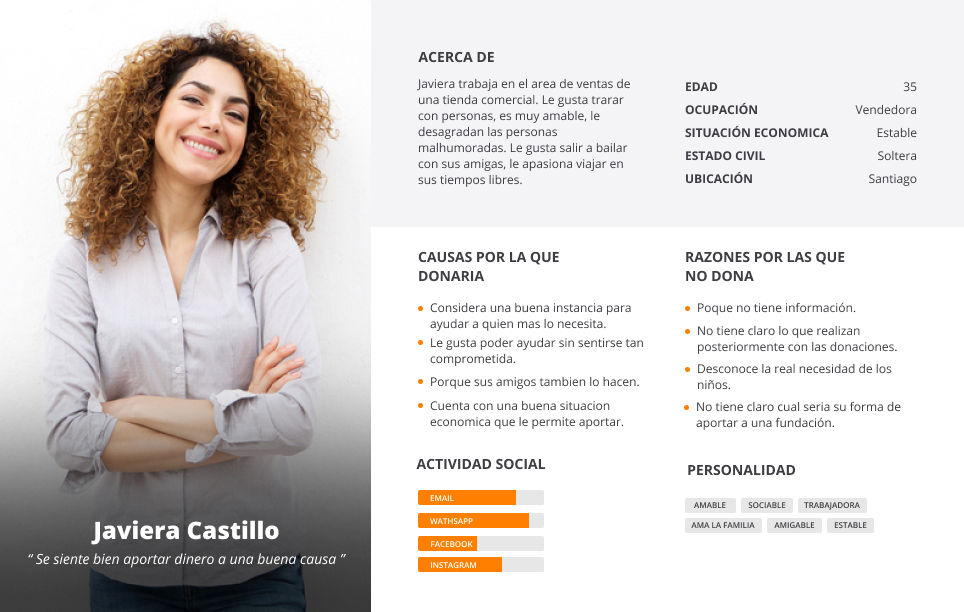 Javiera Castillo
“ Se siente bien aportar dinero a una buena causa ”
ACERCA DE
Javiera trabaja en el area de ventas de
una tienda comercial. Le gusta trarar
con personas, es muy amable, le
desagradan las personas
malhumoradas. Le gusta salir a bailar
con sus amigas, le apasiona viajar en
sus tiempos libres.
EDAD 35
OCUPACIÓN Vendedora
SITUACIÓN ECONOMICA Estable
ESTADO CIVIL Soltera
UBICACIÓN Santiago
CAUSAS POR LA QUE
DONARIA
Considera una buena instancia para
ayudar a quien mas lo necesita.
Le gusta poder ayudar sin sentirse tan
comprometida.
Porque sus amigos tambien lo hacen.
Cuenta con una buena situacion
economica que le permite aportar.
RAZONES POR LAS QUE
NO DONA
Poque no tiene información.
No tiene claro lo que realizan
posteriormente con las donaciones.
Desconoce la real necesidad de los
niños.
No tiene claro cual seria su forma de
aportar a una fundación.
ACTIVIDAD SOCIAL
EMAIL
WATHSAPP
FACEBOOK
INSTAGRAM
PERSONALIDAD
AMABLE SOCIABLE TRABAJADORA
AMA LA FAMILIA AMIGABLE ESTABLE